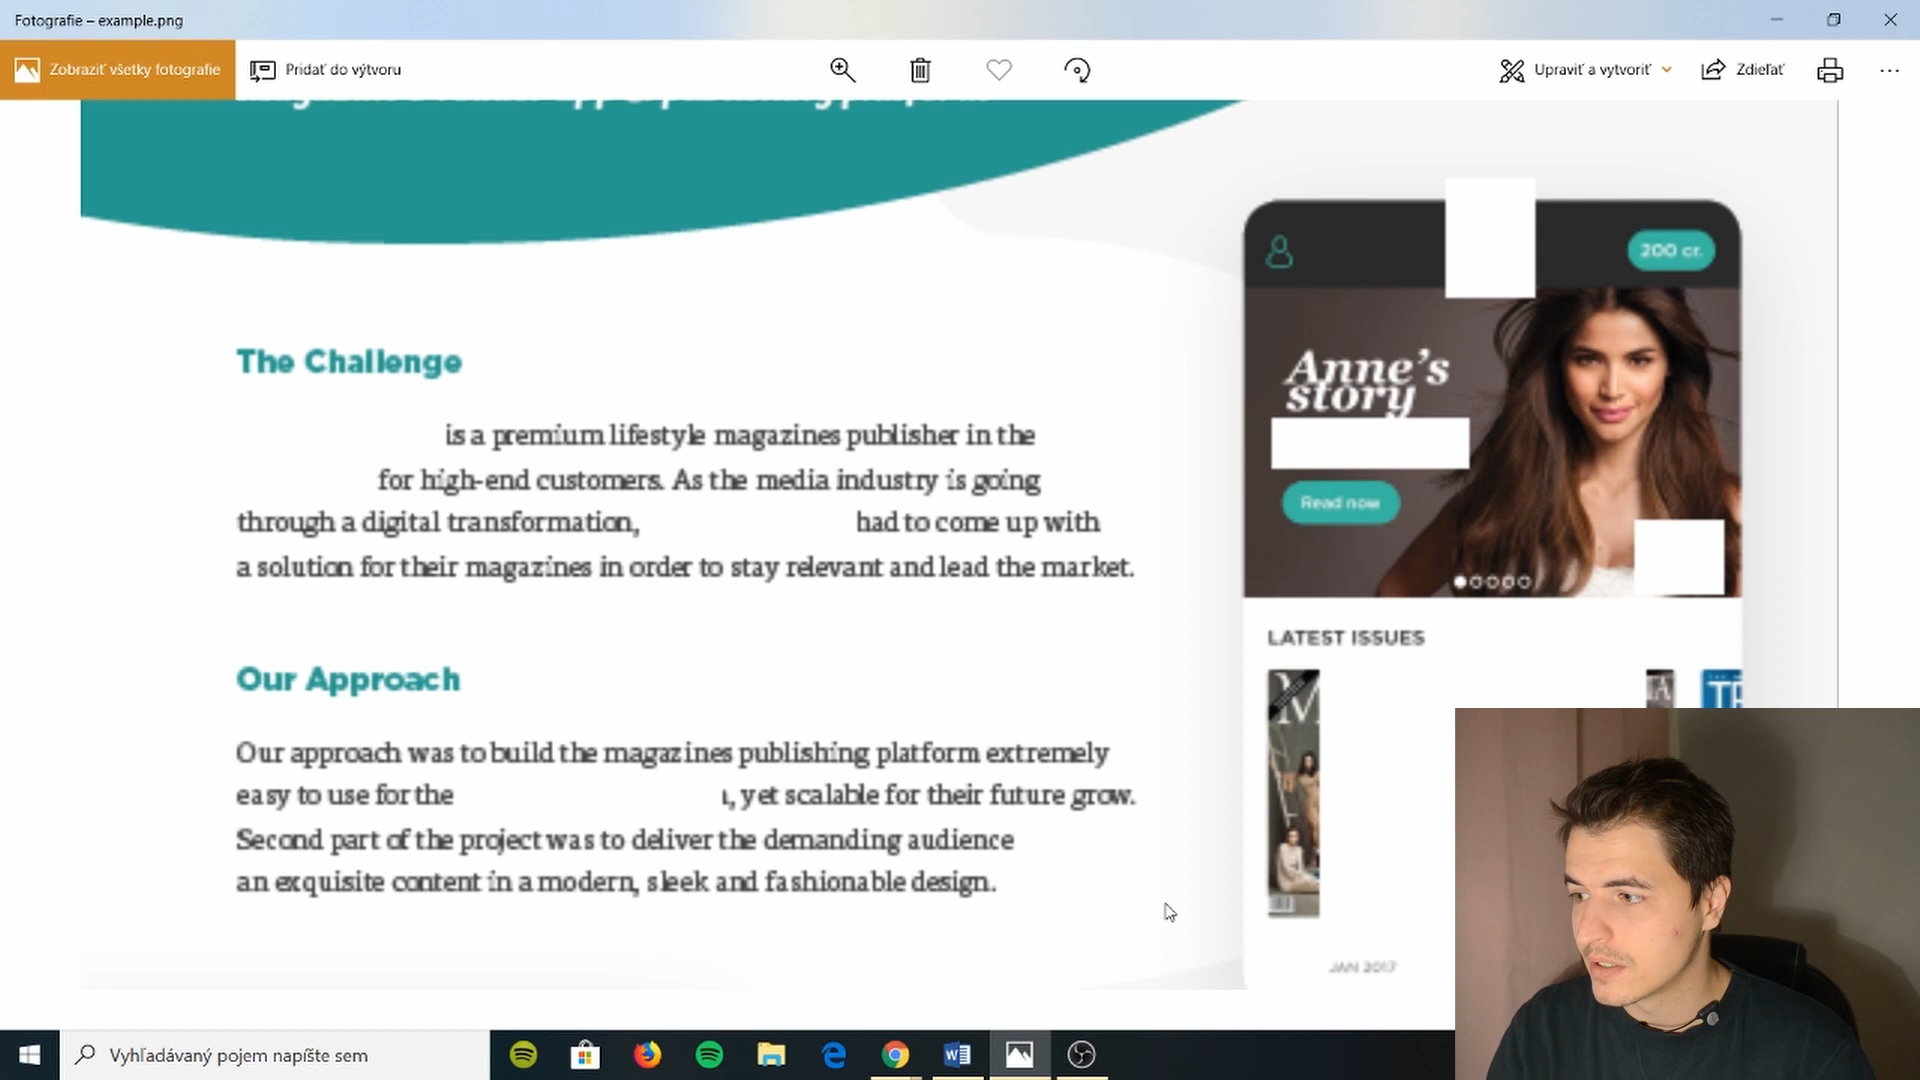 Fotografie – example.png
Zobraziť všetky fotografie
Pridať do výtvoru
Upraviť a vytvoriť
Zdieľať
200 cr.
The Challenge
Anne's
story
is a premium lifestyle magazines publisher in the
for high-end customers. As the media industry is going
Read now
through a digital transformation, had to come up with
a solution for their magazines in order to stay relevant and lead the market.
LATEST ISSUES
Our Approach
Our approach was to build the magazines publishing platform extremely
easy to use for the , yet scalable for their future grow.
Second part of the project was to deliver the demanding audience
an exquisite content in a modern, sleek and fashionable design.
JAN 2017
Vyhľadávaný pojem napíšte sem